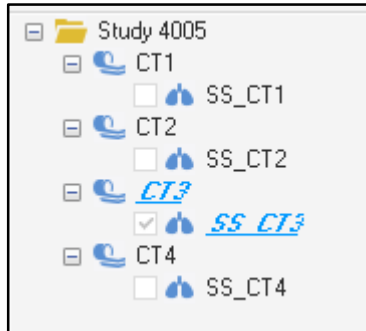 Study 4005
CT1
SS_CT1
CT2
SS_CT2
CT3
SS_CT3
CT4
SS_CT4